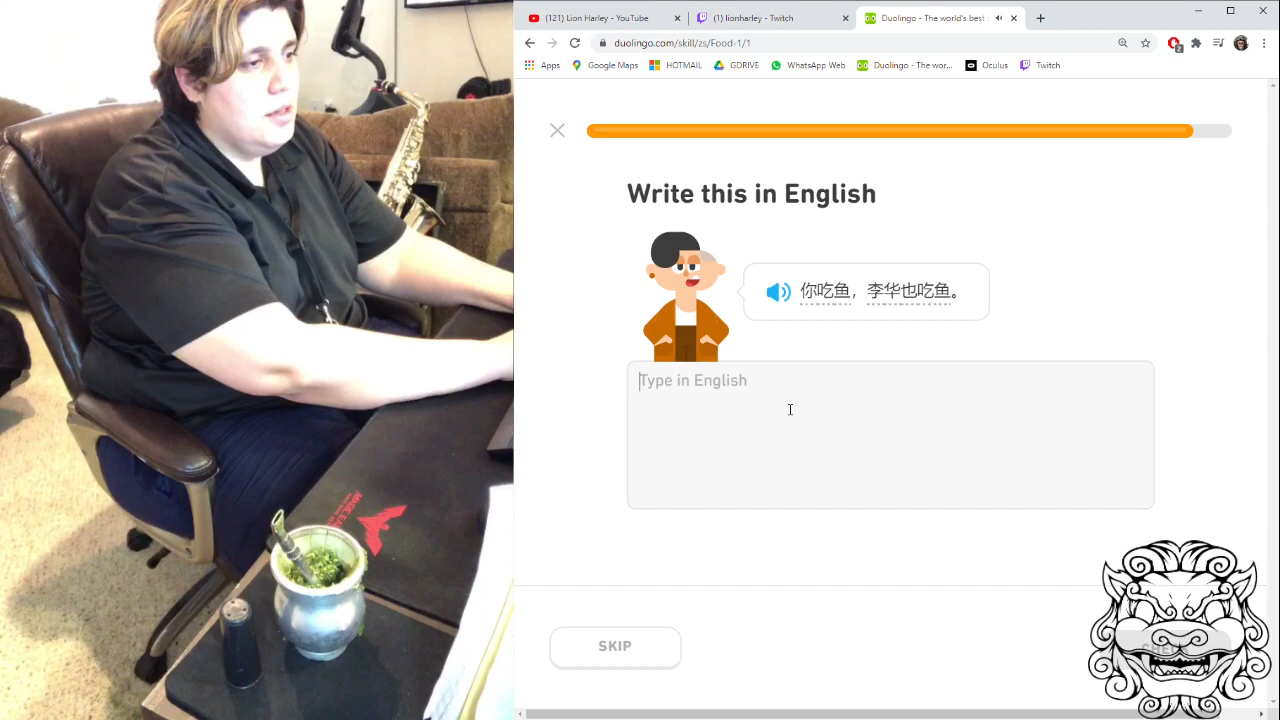 (121) Lion Harley - YouTube
(1) lionharley - Twitch
Duolingo - The world's best
duolingo.com/skill/zs/Food-1/1
Apps
Google Maps
HOTMAIL
GDRIVE
WhatsApp Web
Duolingo - The wor...
Oculus
Twitch
Write this in English
你吃鱼，李华也吃鱼。
Type in English
SKIP